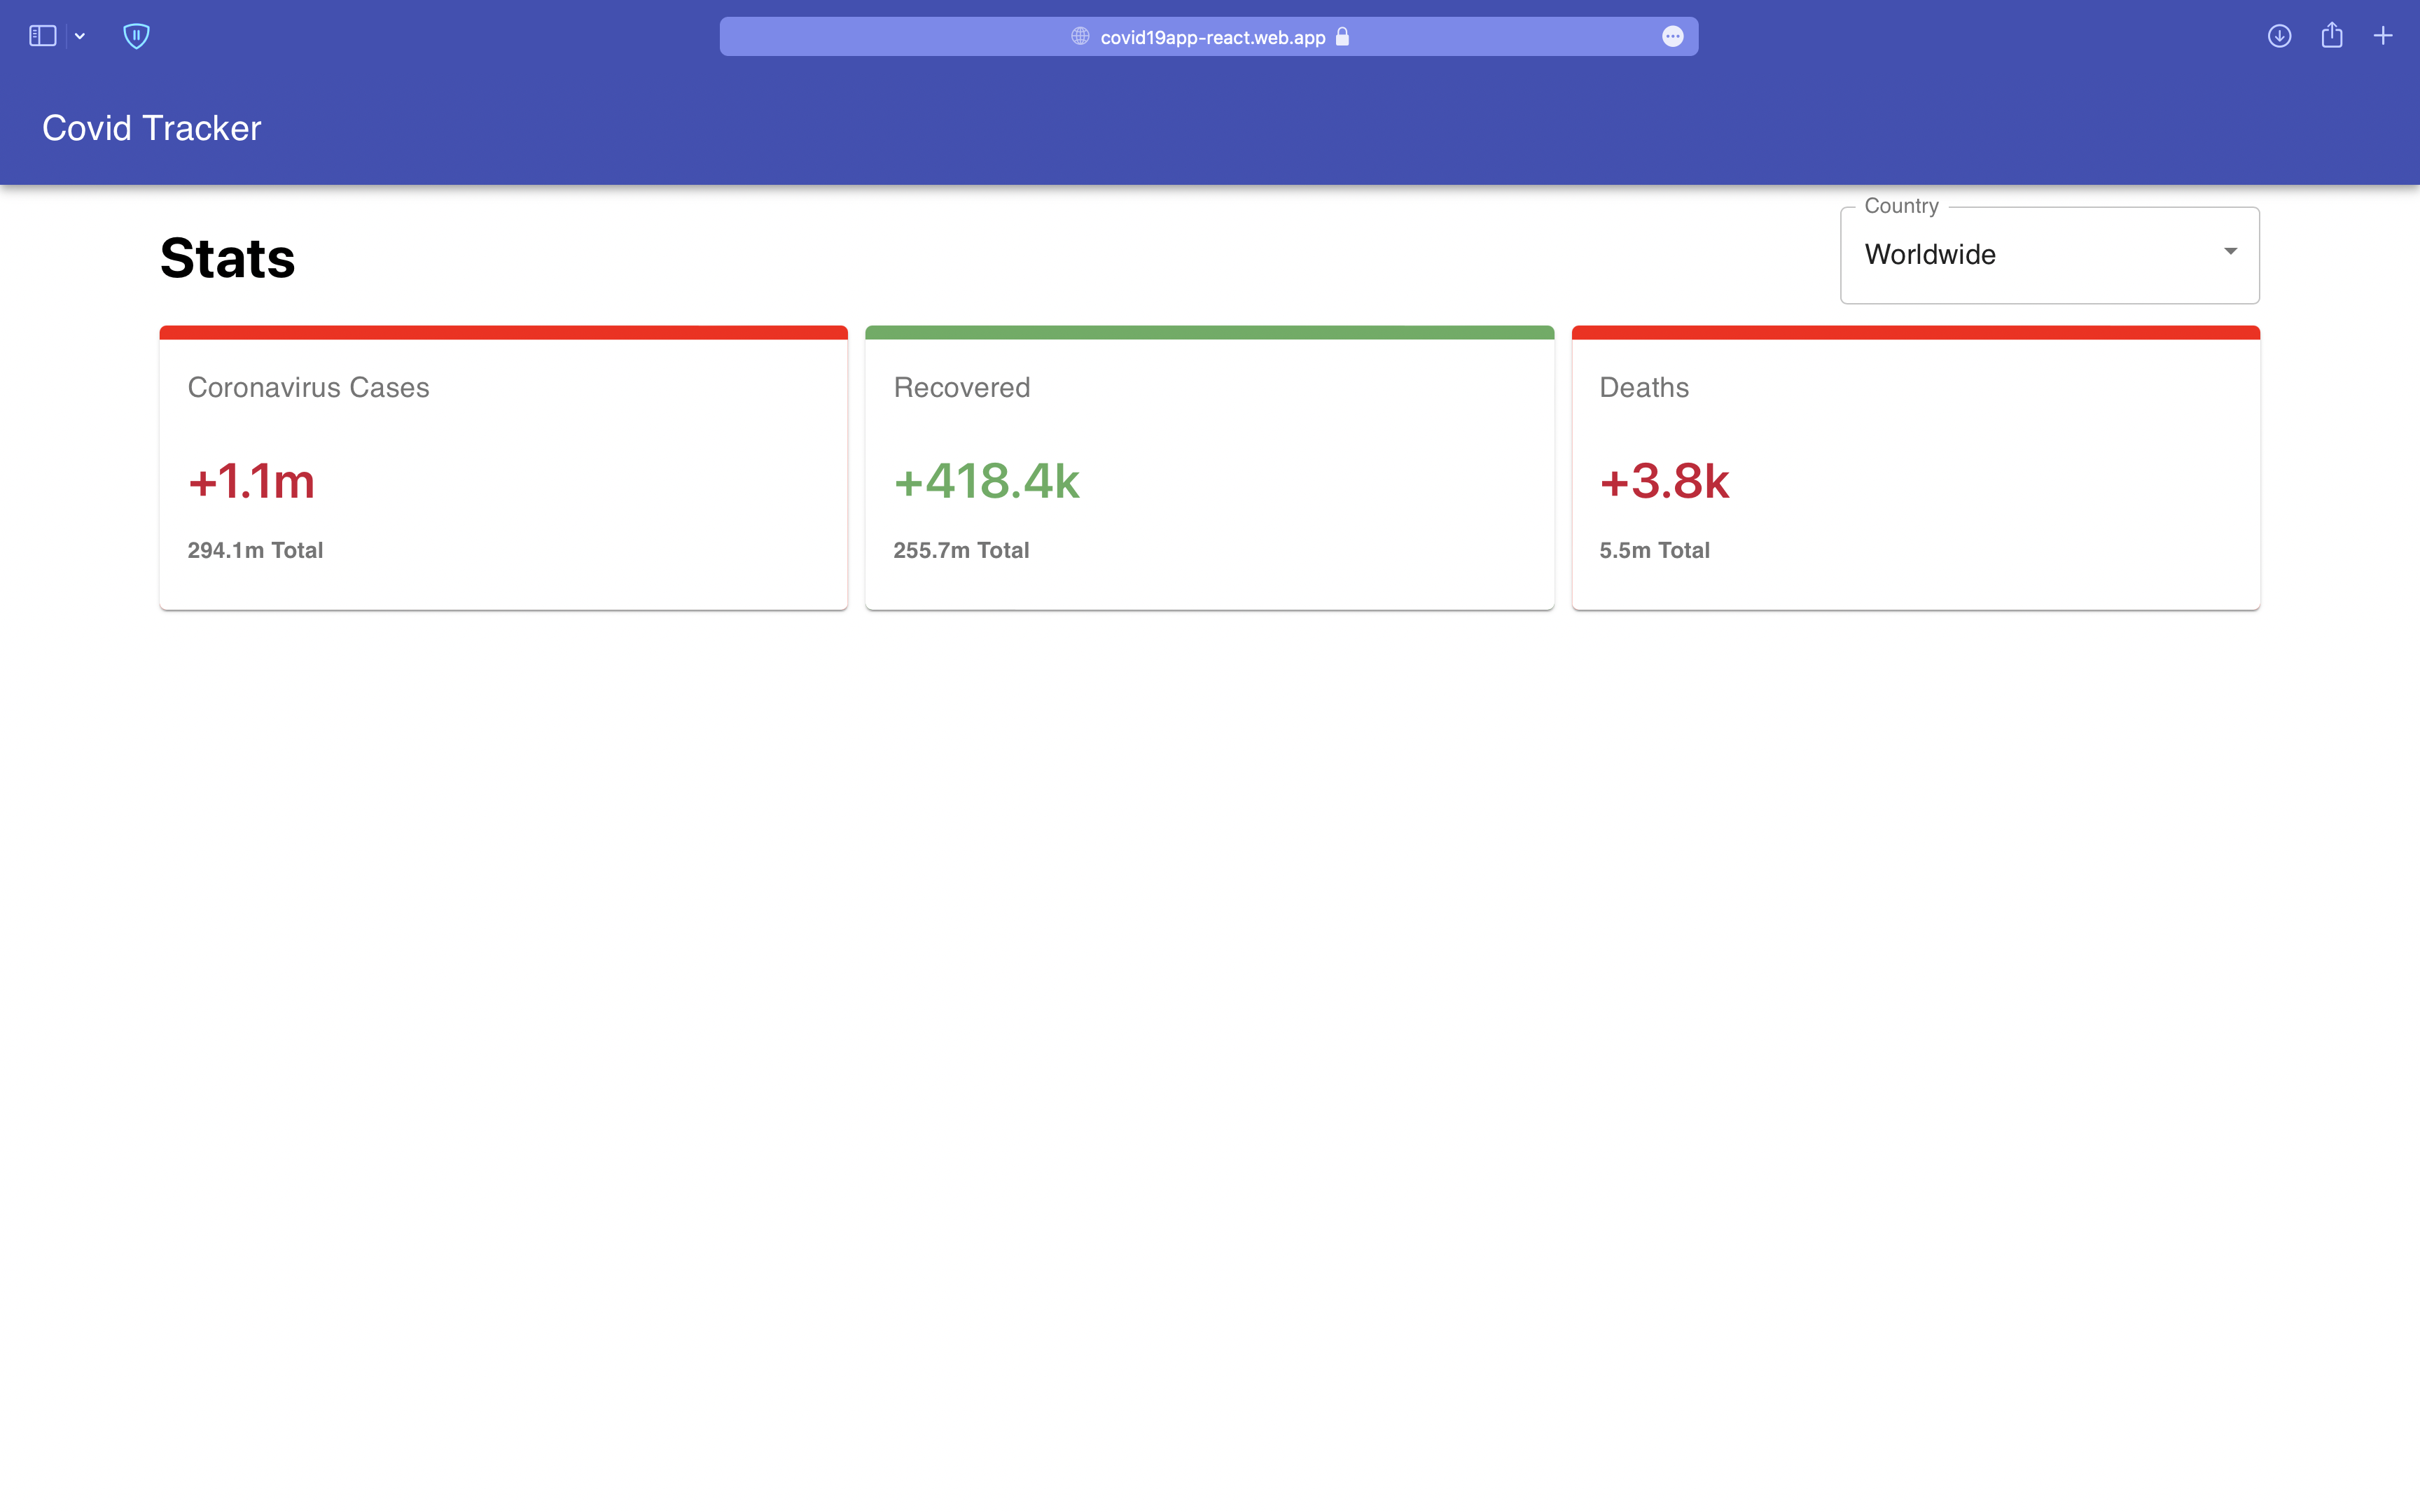 covid19app-react.web.app
Covid Tracker
Stats
Country
Worldwide
Coronavirus Cases
+1.1m
294.1m Total
Recovered
+418.4k
255.7m Total
Deaths
+3.8k
5.5m Total